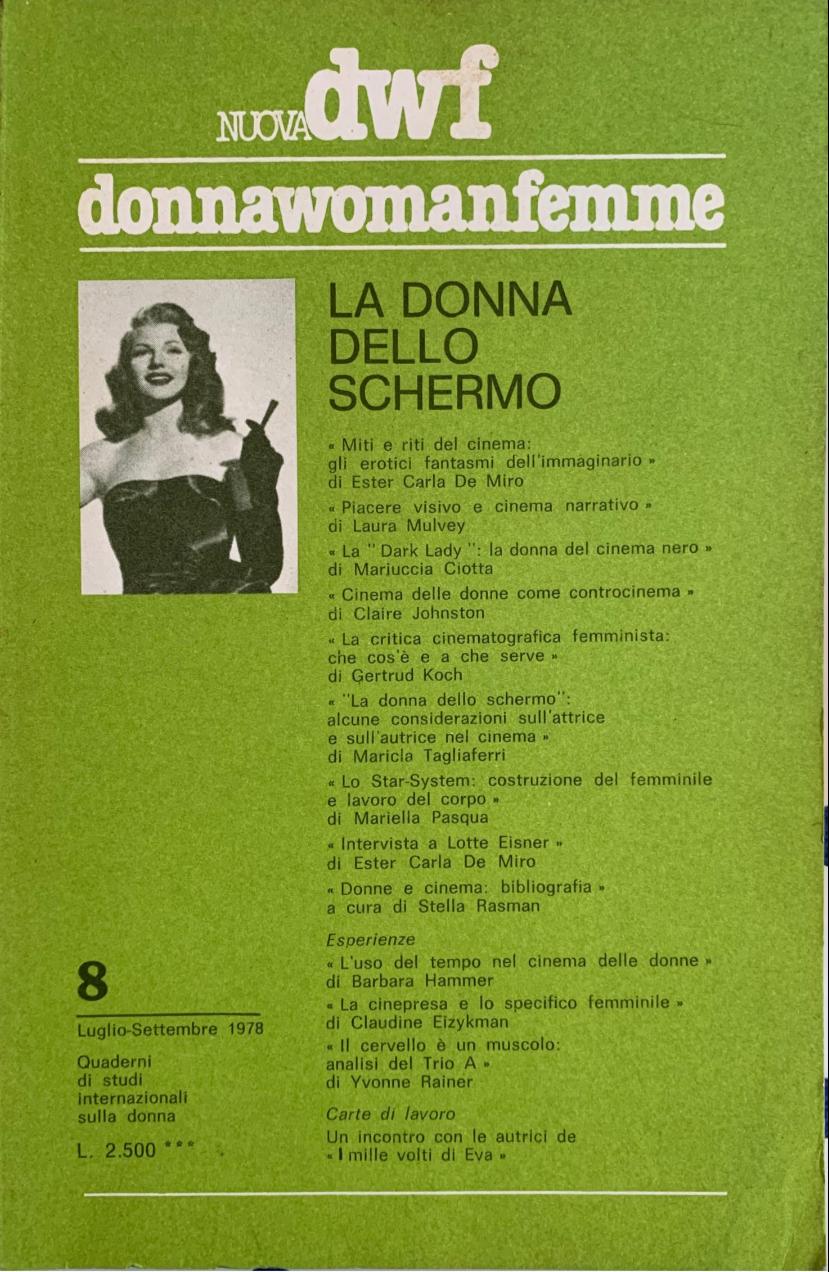 NUOVA dwf
donnawomanfemme
LA DONNA
DELLO
SCHERMO
« Miti e riti del cinema:
gli erotici fantasmi dell'immaginario »
di Ester Carla De Miro
« Piacere visivo e cinema narrativo »
di Laura Mulvey
« La "Dark Lady": la donna del cinema nero »
di Mariuccia Ciotta
« Cinema delle donne come controcinema »
di Claire Johnston
« La critica cinematografica femminista:
che cos'è e a che serve »
di Gertrud Koch
« "La donna dello schermo":
alcune considerazioni sull'attrice
e sull'autrice nel cinema »
di Maricla Tagliaferri
« Lo Star-System: costruzione del femminile
e lavoro del corpo »
di Mariella Pasqua
« Intervista a Lotte Eisner »
di Ester Carla De Miro
« Donne e cinema: bibliografia »
a cura di Stella Rasman
Esperienze
« L'uso del tempo nel cinema delle donne »
di Barbara Hammer
« La cinepresa e lo specifico femminile »
di Claudine Eizykman
« Il cervello è un muscolo:
analisi del Trio A »
di Yvonne Rainer
Carte di lavoro
Un incontro con le autrici de
« I mille volti di Eva »
8
Luglio-Settembre 1978
Quaderni
di studi
internazionali
sulla donna
L. 2.500 ***